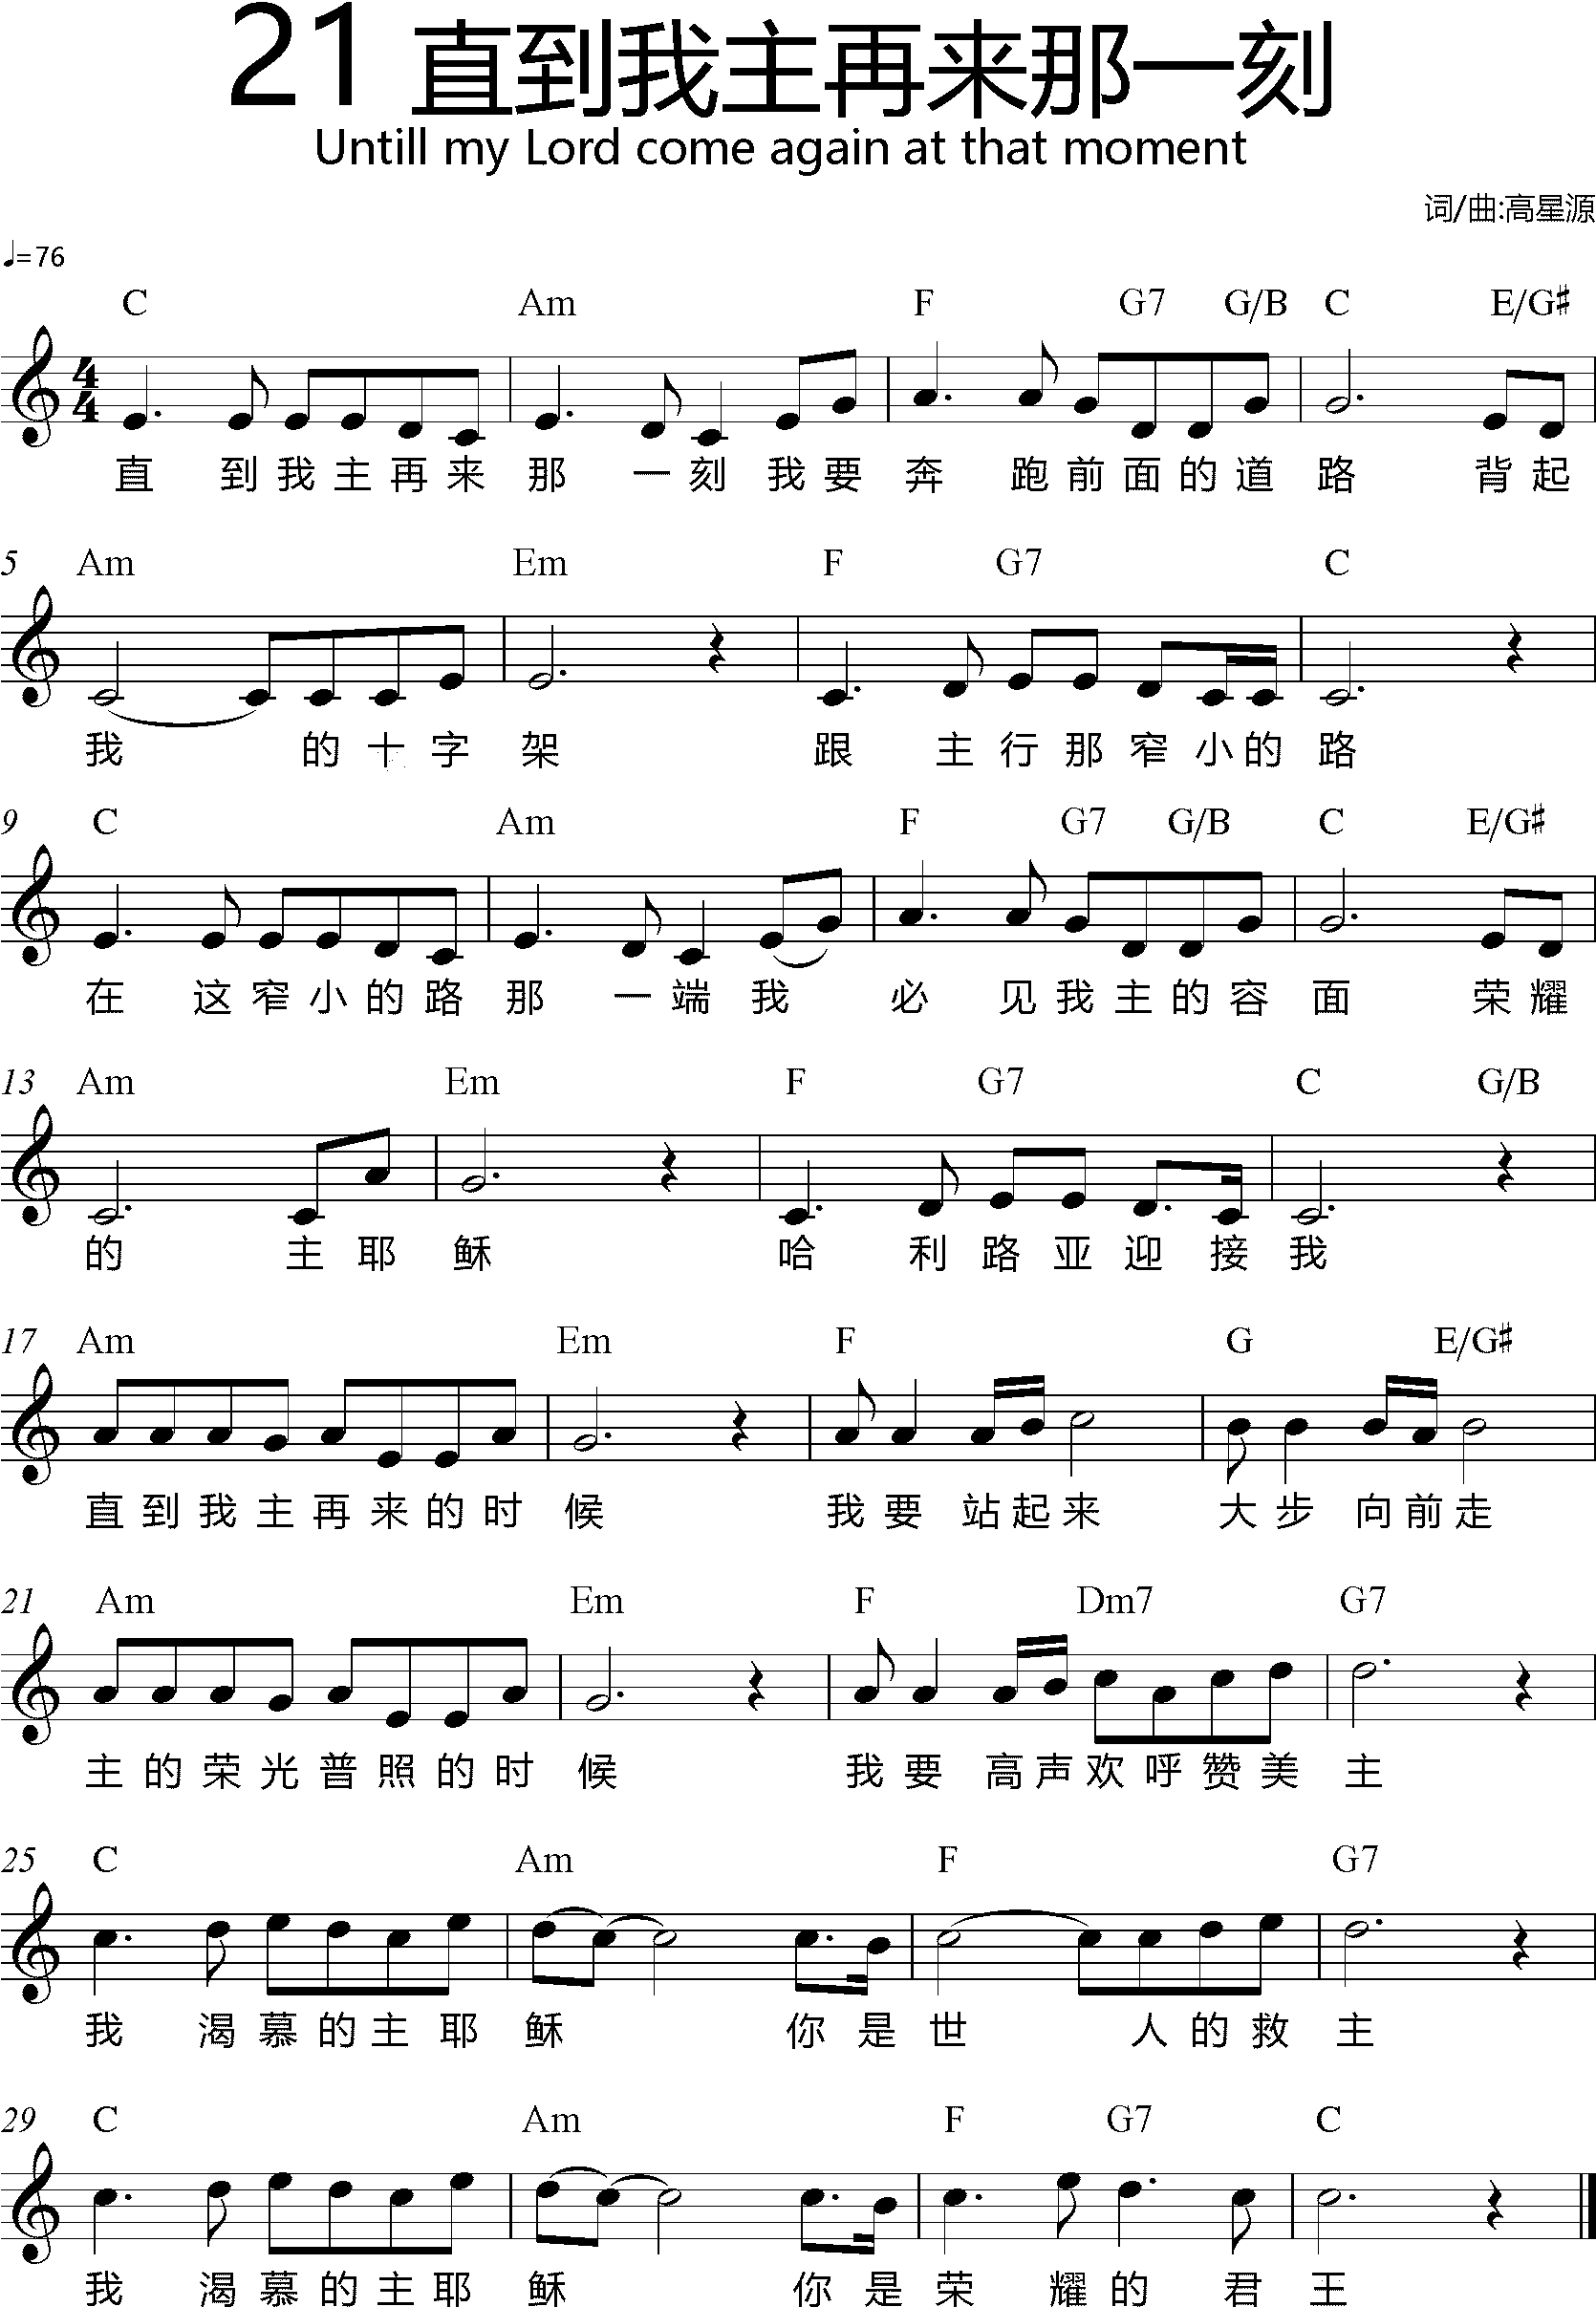 21 直到我主再来那一刻
Untill my Lord come again at that moment
词/曲:高星源
♩=76
C Am F G7 G/B C E/G♯
4/4
直 到 我 主 再 来 那 一 刻 我 要 奔 跑 前 面 的 道 路 背 起
5 Am Em F G7 C
我 的 十 字 架 跟 主 行 那 窄 小 的 路
9 C Am F G7 G/B C E/G♯
在 这 窄 小 的 路 那 一 端 我 必 见 我 主 的 容 面 荣 耀
13 Am Em F G7 C G/B
的 主 耶 稣 哈 利 路 亚 迎 接 我
17 Am Em F G E/G♯
直 到 我 主 再 来 的 时 候 我 要 站 起 来 大 步 向 前 走
21 Am Em F Dm7 G7
主 的 荣 光 普 照 的 时 候 我 要 高 声 欢 呼 赞 美 主
25 C Am F G7
我 渴 慕 的 主 耶 稣 你 是 世 人 的 救 主
29 C Am F G7 C
我 渴 慕 的 主 耶 稣 你 是 荣 耀 的 君 王